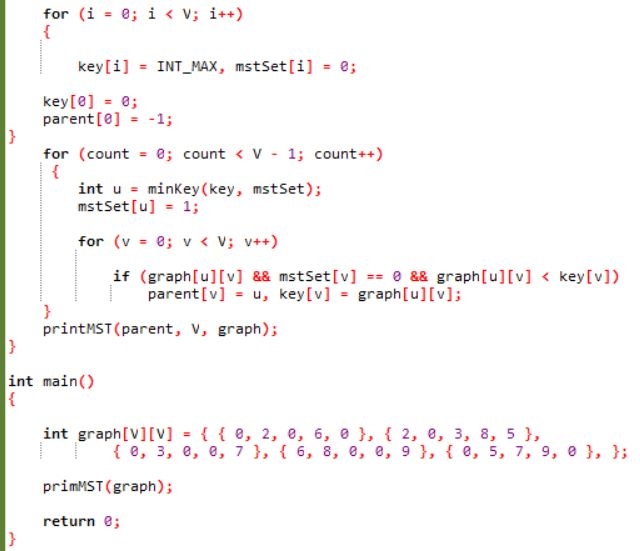 for (i = 0; i < V; i++)
{
key[i] = INT_MAX, mstSet[i] = 0;
key[0] = 0;
parent[0] = -1;
}
for (count = 0; count < V - 1; count++)
{
int u = minKey(key, mstSet);
mstSet[u] = 1;
for (v = 0; v < V; v++)
if (graph[u][v] && mstSet[v] == 0 && graph[u][v] < key[v])
parent[v] = u, key[v] = graph[u][v];
}
printMST(parent, V, graph);
}
int main()
{
int graph[V][V] = { { 0, 2, 0, 6, 0 }, { 2, 0, 3, 8, 5 },
{ 0, 3, 0, 0, 7 }, { 6, 8, 0, 0, 9 }, { 0, 5, 7, 9, 0 }, };
primMST(graph);
return 0;
}